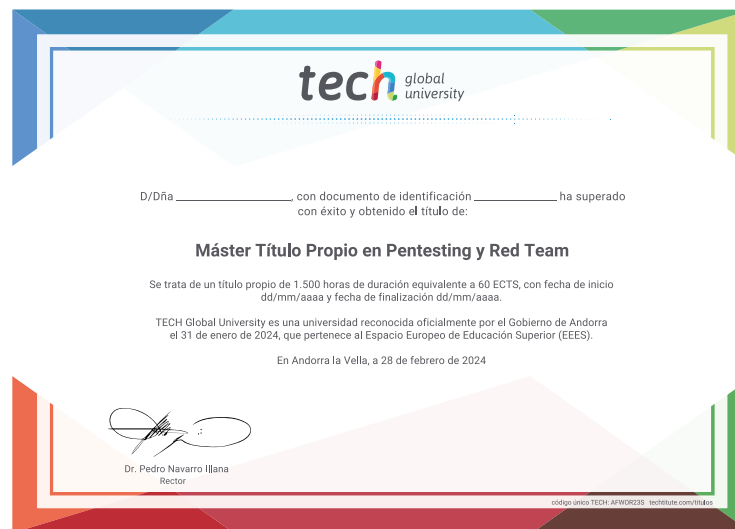 tech global university
D/Dña ________________, con documento de identificación ____________ ha superado
con éxito y obtenido el título de:
Máster Título Propio en Pentesting y Red Team
Se trata de un título propio de 1.500 horas de duración equivalente a 60 ECTS, con fecha de inicio
dd/mm/aaaa y fecha de finalización dd/mm/aaaa.
TECH Global University es una universidad reconocida oficialmente por el Gobierno de Andorra
el 31 de enero de 2024, que pertenece al Espacio Europeo de Educación Superior (EEES).
En Andorra la Vella, a 28 de febrero de 2024
Dr. Pedro Navarro Illana
Rector
código único TECH: AFWOR23S techtitute.com/titulos